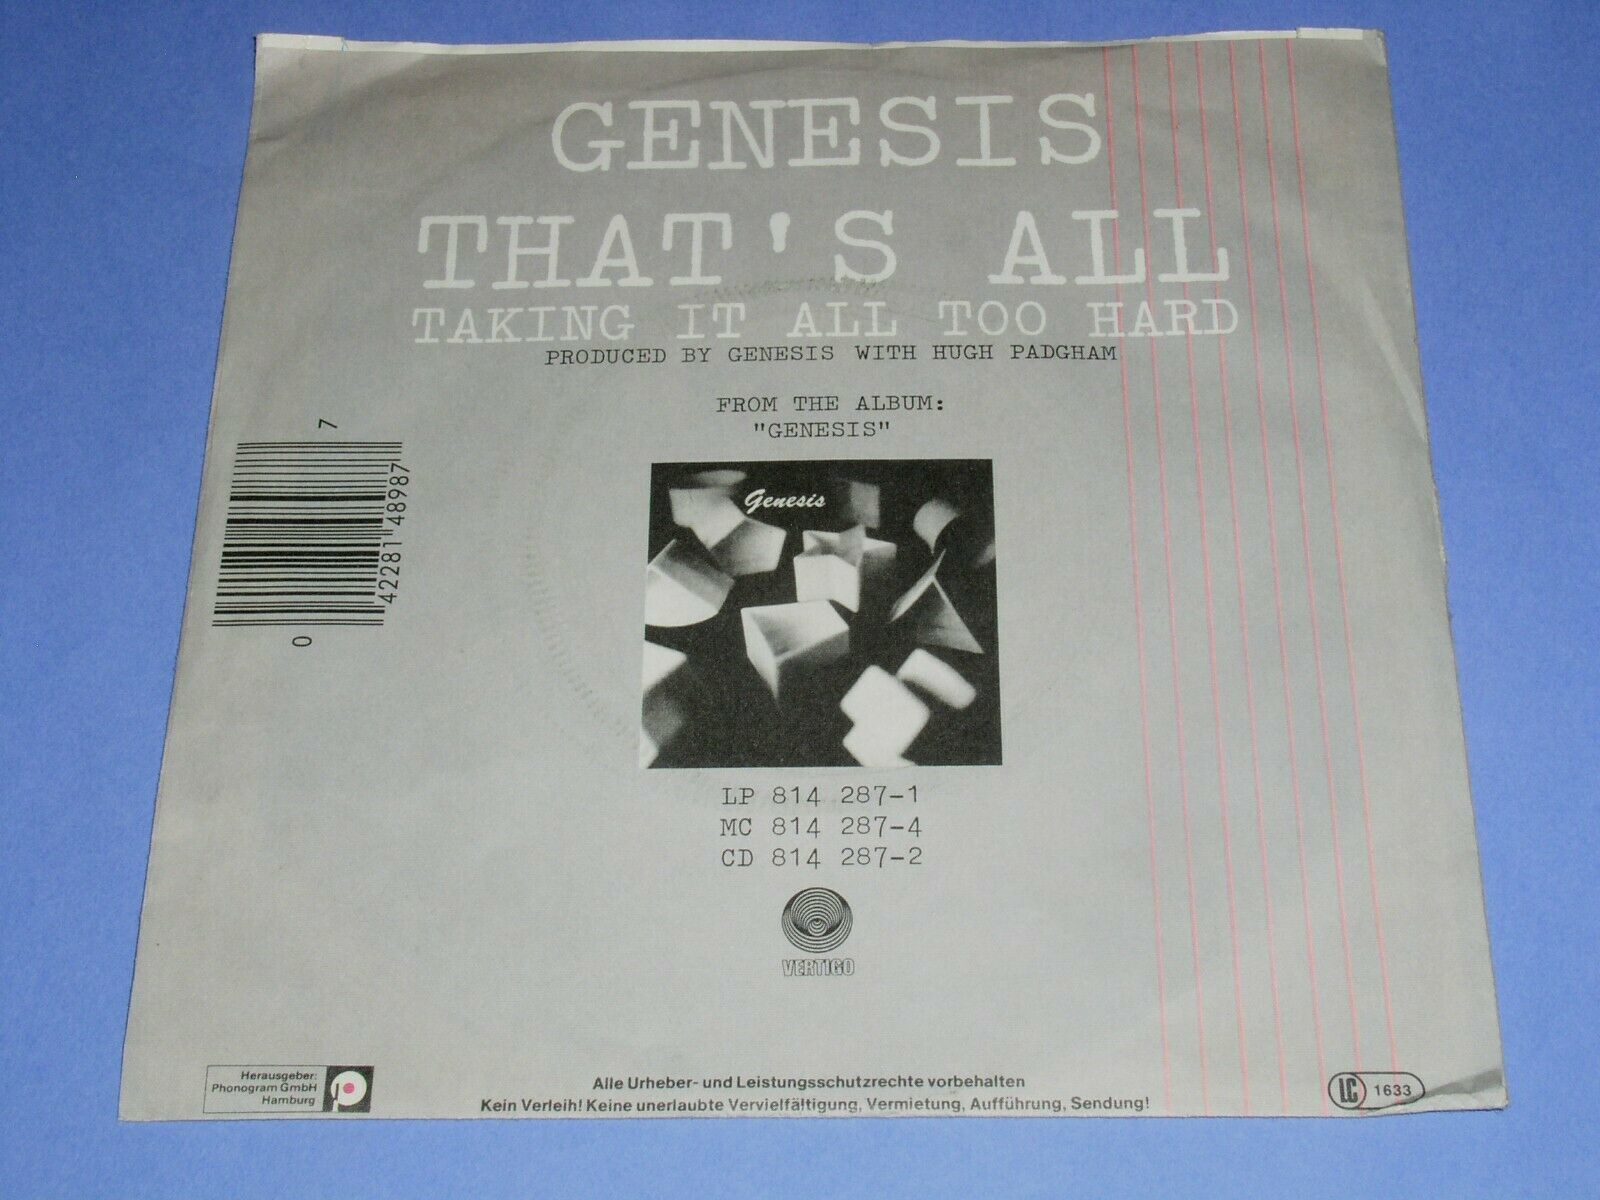 GENESIS
THAT'S ALL
TAKING IT ALL TOO HARD
PRODUCED BY GENESIS WITH HUGH PADGHAM
FROM THE ALBUM:
"GENESIS"
Genesis
7
42281 48987
0
LP 814 287-1
MC 814 287-4
CD 814 287-2
VERTIGO
Herausgeber:
Phonogram GmbH
Hamburg
p
Alle Urheber- und Leistungsschutzrechte vorbehalten
Kein Verleih! Keine unerlaubte Vervielfältigung, Vermietung, Aufführung, Sendung!
LC 1633